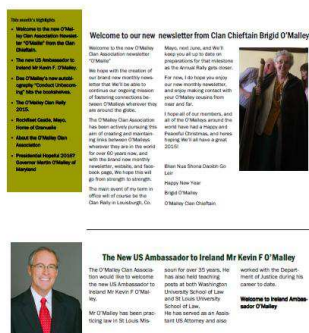 This month's highlights
Welcome to the new O'Malley
Clan Association Newsletter
"O'Mailie" from the Clan
Chieftain.
The new US Ambassador to
Ireland Mr Kevin F. O'Malley.
Des O'Malley's new autobiography
"Conduct Unbecoming"
hits the bookshelves.
The O'Malley Clan Rally
2015.
Rockfleet Castle, Mayo,
Home of Granuaile
About the O'Malley Clan
Association
Presidential Hopeful 2016?
Governor Martin O'Malley of
Maryland
Welcome to our new newsletter from Clan Chieftain Brigid O'Malley
Welcome to the new O'Malley
Clan Association newsletter
"O'Mailie"
We hope with the creation of
our brand new monthly newsletter
that We'll be able to
continue our ongoing mission
of fostering connections between
O'Malleys wherever they
are around the globe.
The O'Malley Clan Association
has been actively pursuing this
aim of creating and maintaining
links between O'Malleys
wherever they are in the world
for over 60 years now, and
with the brand new monthly
newsletter, website, and facebook
page, We hope this will
go from strength to strength.
The main event of my term in
office will of course be the
Clan Rally in Louisburgh, Co.
Mayo, next June, and We'll
keep you all up to date on
preparations for that milestone
as the Annual Rally gets closer.
For now, I do hope you enjoy
our new monthly newsletter,
and enjoy making contact with
your O'Malley cousins from
near and far.
I hope all of our members, and
all of the O'Malleys around the
world have had a Happy and
Peaceful Christmas, and heres
hoping We'll all have a great
2015!
Happy New Year
Brigid O'Malley
O'Malley Clan Chieftain
The New US Ambassador to Ireland Mr Kevin F O'Malley
The O'Malley Clan Association
would like to welcome
the new US Ambassador to
Ireland Mr Kevin F O'Malley.
Mr O'Malley has been practicing
law in St Louis Missouri
for over 35 years, He
has also held teaching
posts at both Washington
University School of Law
and St Louis University
School of Law.
He has served as an Assistant
US Attorney and also
worked with the Department
of Justice during his
career to date.
Welcome to Ireland Ambassador
O'Malley